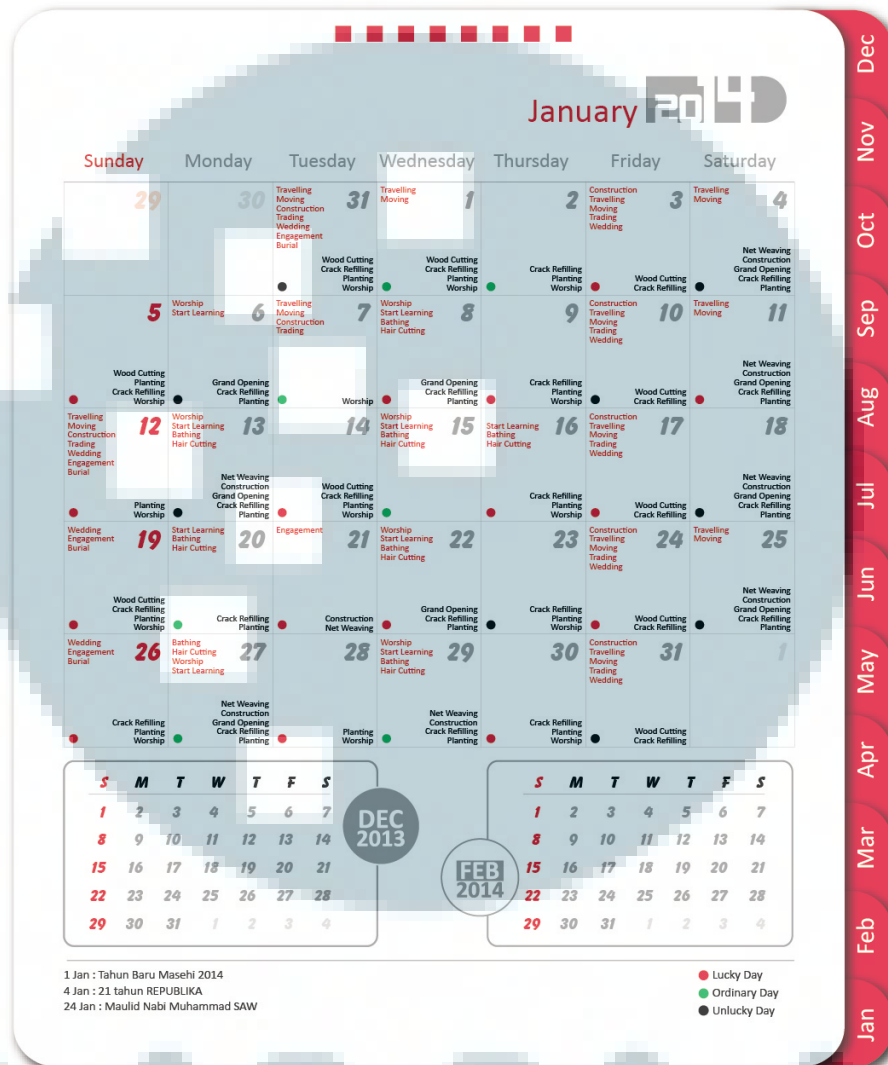 January 2014
Sunday Monday Tuesday Wednesday Thursday Friday Saturday
29
30
Travelling
Moving
Construction
Trading
Wedding
Engagement
Burial
31
Wood Cutting
Crack Refilling
Planting
Worship
Travelling
Moving
1
Wood Cutting
Crack Refilling
Planting
Worship
2
Crack Refilling
Planting
Worship
Construction
Travelling
Moving
Trading
Wedding
3
Wood Cutting
Crack Refilling
Travelling
Moving
4
Net Weaving
Construction
Grand Opening
Crack Refilling
Planting
5
Wood Cutting
Planting
Crack Refilling
Worship
Worship
Start Learning
6
Grand Opening
Crack Refilling
Planting
Travelling
Moving
Construction
Trading
7
Worship
Worship
Start Learning
Bathing
Hair Cutting
8
Grand Opening
Crack Refilling
Planting
9
Crack Refilling
Planting
Worship
Construction
Travelling
Moving
Trading
Wedding
10
Wood Cutting
Crack Refilling
Travelling
Moving
11
Net Weaving
Construction
Grand Opening
Crack Refilling
Planting
Travelling
Moving
Construction
Trading
Wedding
Engagement
Burial
12
Planting
Worship
Worship
Start Learning
Bathing
Hair Cutting
13
Net Weaving
Construction
Grand Opening
Crack Refilling
Planting
14
Wood Cutting
Crack Refilling
Planting
Worship
Worship
Start Learning
Bathing
Hair Cutting
15
Start Learning
Bathing
Hair Cutting
16
Crack Refilling
Planting
Worship
Construction
Travelling
Moving
Trading
Wedding
17
Wood Cutting
Crack Refilling
18
Net Weaving
Construction
Grand Opening
Crack Refilling
Planting
Wedding
Engagement
Burial
19
Wood Cutting
Crack Refilling
Planting
Worship
Start Learning
Bathing
Hair Cutting
20
Crack Refilling
Planting
Engagement
21
Construction
Net Weaving
Worship
Start Learning
Bathing
Hair Cutting
22
Grand Opening
Crack Refilling
Planting
23
Crack Refilling
Planting
Worship
Construction
Travelling
Moving
Trading
Wedding
24
Wood Cutting
Crack Refilling
Travelling
Moving
25
Net Weaving
Construction
Grand Opening
Crack Refilling
Planting
Wedding
Engagement
Burial
26
Crack Refilling
Planting
Worship
Bathing
Hair Cutting
Worship
Start Learning
27
Net Weaving
Construction
Grand Opening
Crack Refilling
Planting
28
Planting
Worship
Worship
Start Learning
Bathing
Hair Cutting
29
Net Weaving
Construction
Crack Refilling
Planting
30
Crack Refilling
Planting
Worship
Construction
Travelling
Moving
Trading
Wedding
31
Wood Cutting
Crack Refilling
1
S M T W T F S
1 2 3 4 5 6 7
8 9 10 11 12 13 14
15 16 17 18 19 20 21
22 23 24 25 26 27 28
29 30 31 1 2 3 4
DEC
2013
FEB
2014
S M T W T F S
1 2 3 4 5 6 7
8 9 10 11 12 13 14
15 16 17 18 19 20 21
22 23 24 25 26 27 28
29 30 31 1 2 3 4
1 Jan : Tahun Baru Masehi 2014
4 Jan : 21 tahun REPUBLIKA
24 Jan : Maulid Nabi Muhammad SAW
Lucky Day
Ordinary Day
Unlucky Day
Dec
Nov
Oct
Sep
Aug
Jul
Jun
May
Apr
Mar
Feb
Jan